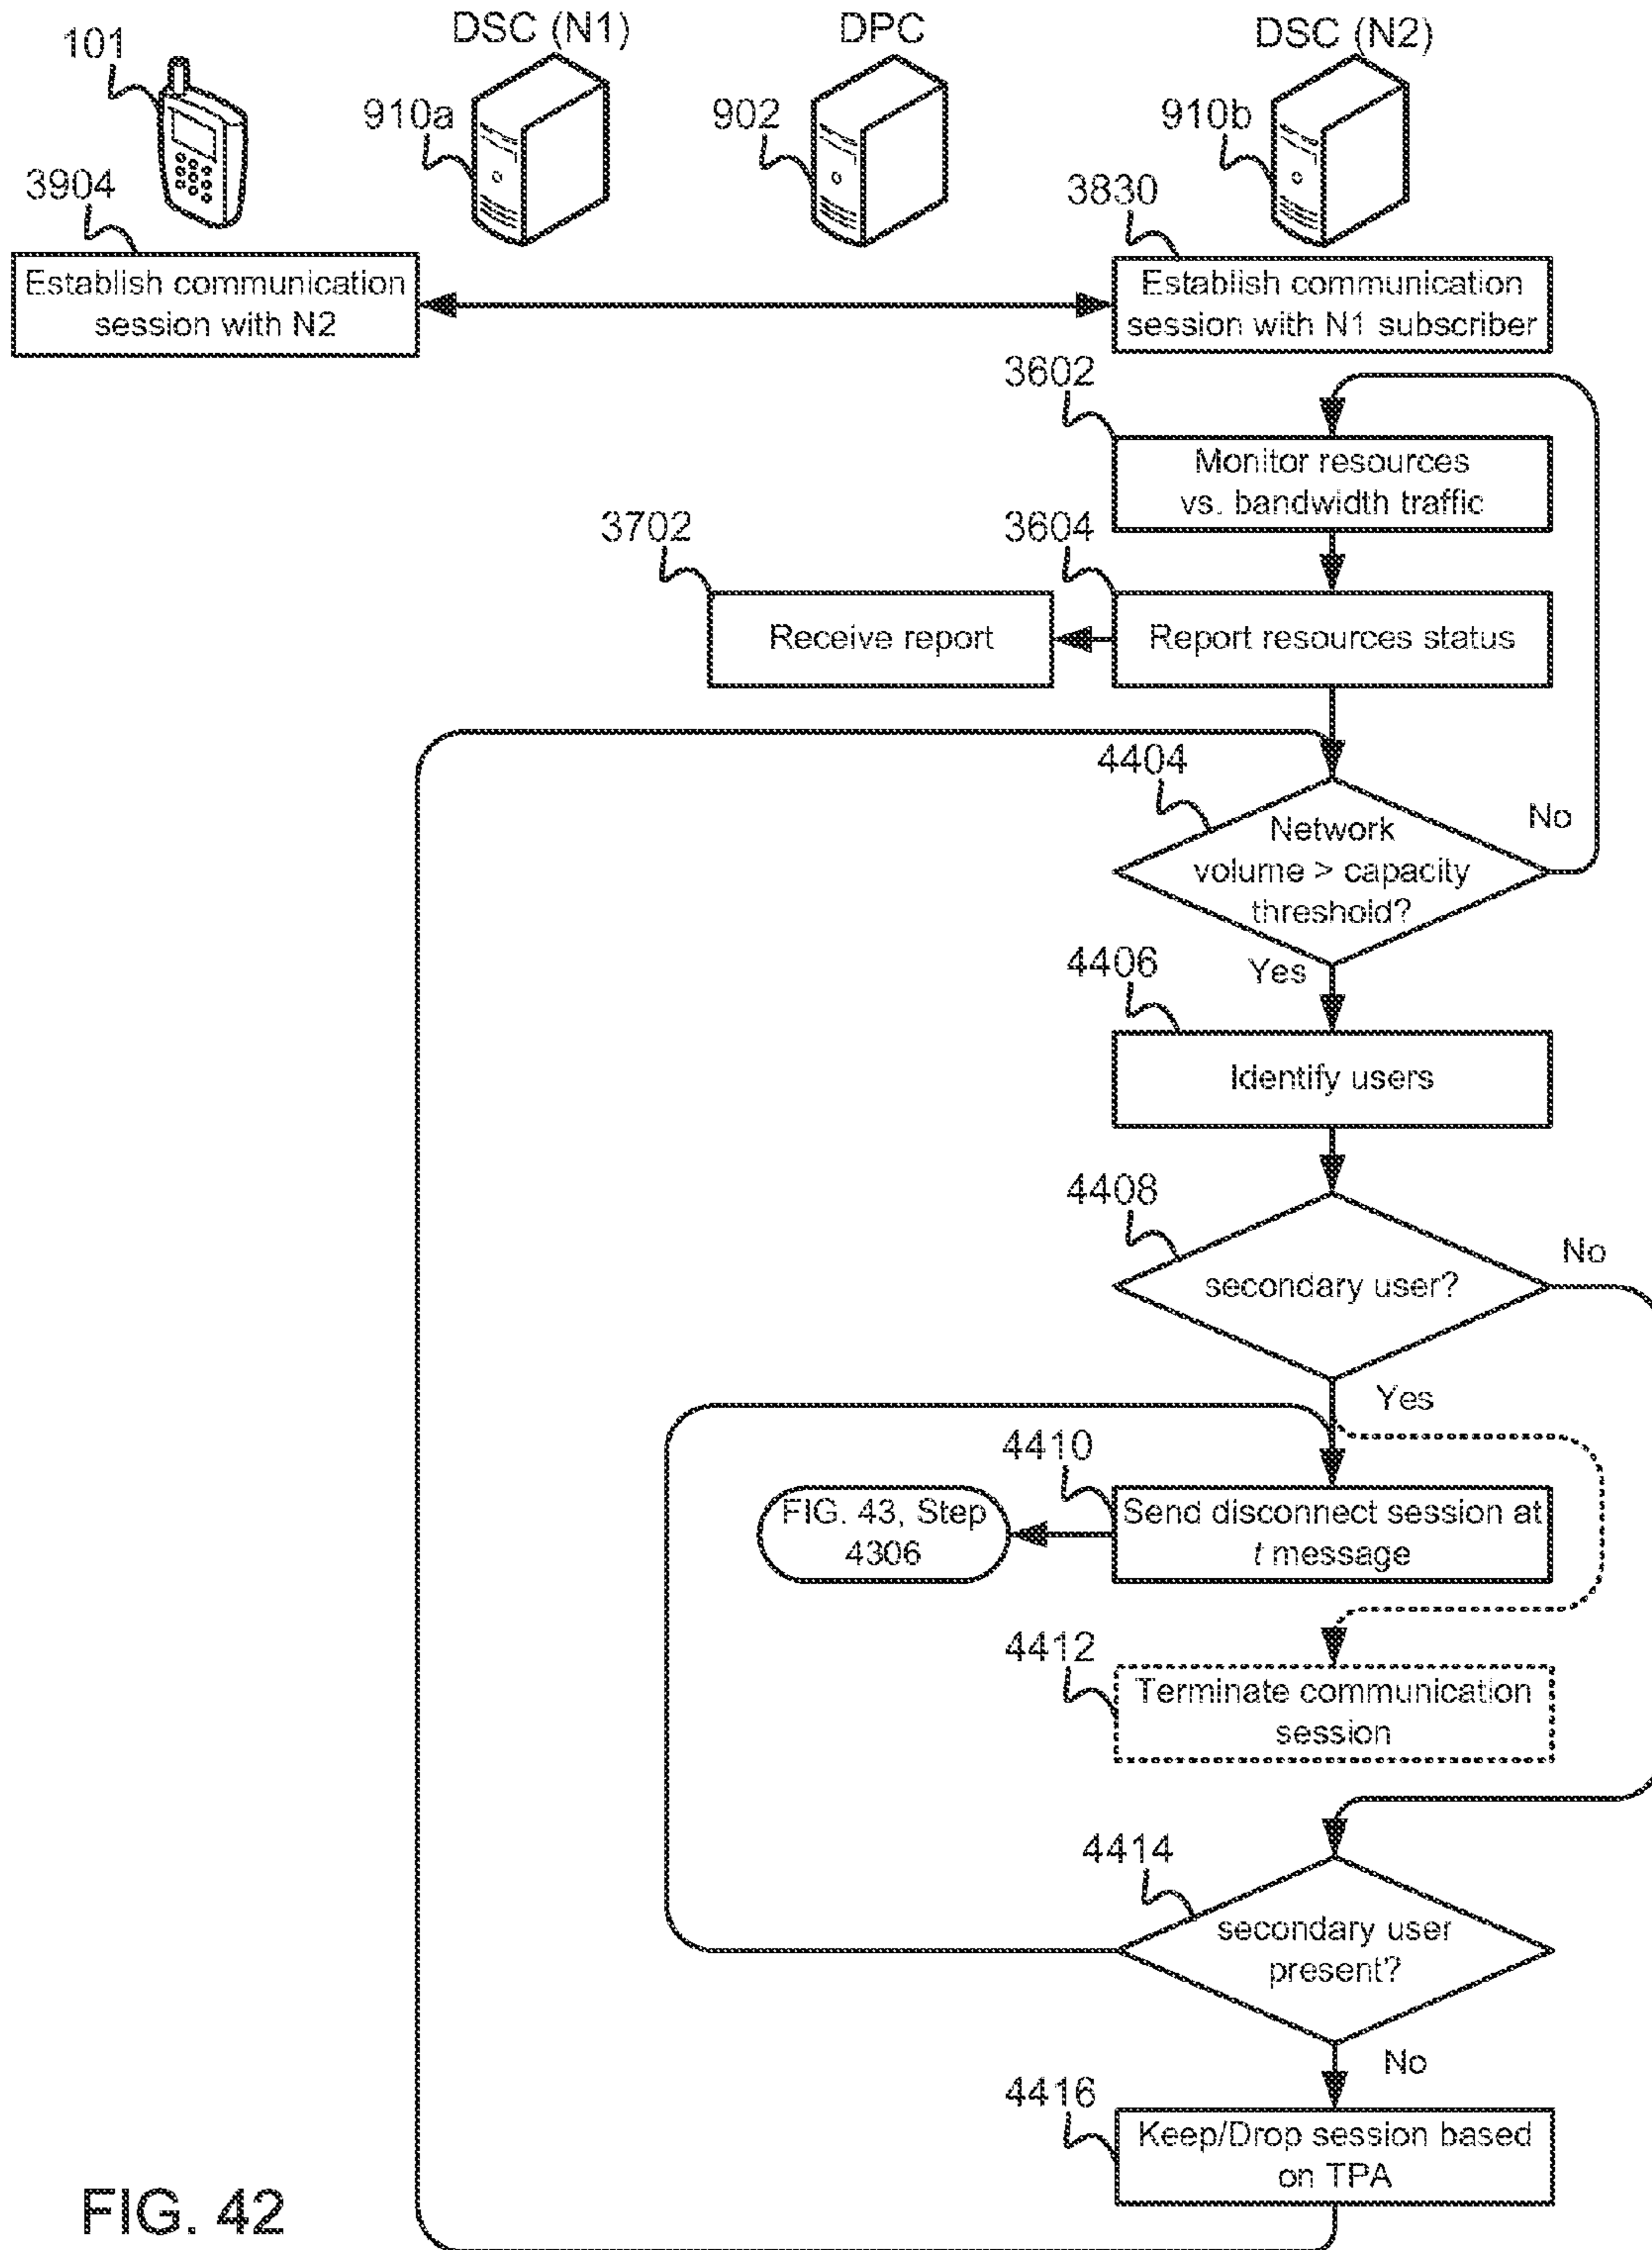 101
DSC (N1)
DPC
DSC (N2)
910a
902
910b
3904
3830
Establish communication
session with N2
Establish communication
session with N1 subscriber
3602
Monitor resources
vs. bandwidth traffic
3702
3604
Receive report
Report resources status
4404
Network
volume > capacity
threshold?
No
Yes
4406
Identify users
4408
secondary user?
No
Yes
4410
FIG. 43, Step
4306
Send disconnect session at
t message
4412
Terminate communication
session
4414
secondary user
present?
No
4416
Keep/Drop session based
on TPA
FIG. 42